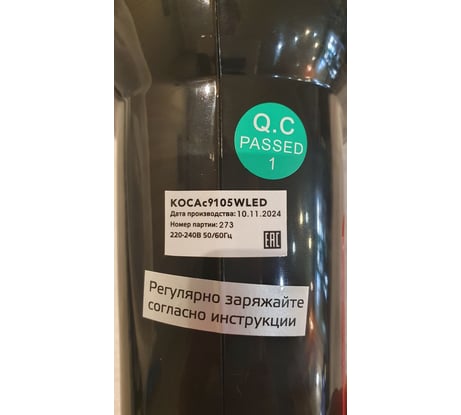 Q.C
PASSED
1
КОСАс9105WLED
Дата производства: 10.11.2024
Номер партии: 273
220-240В 50/60Гц
EAC
Регулярно заряжайте
согласно инструкции